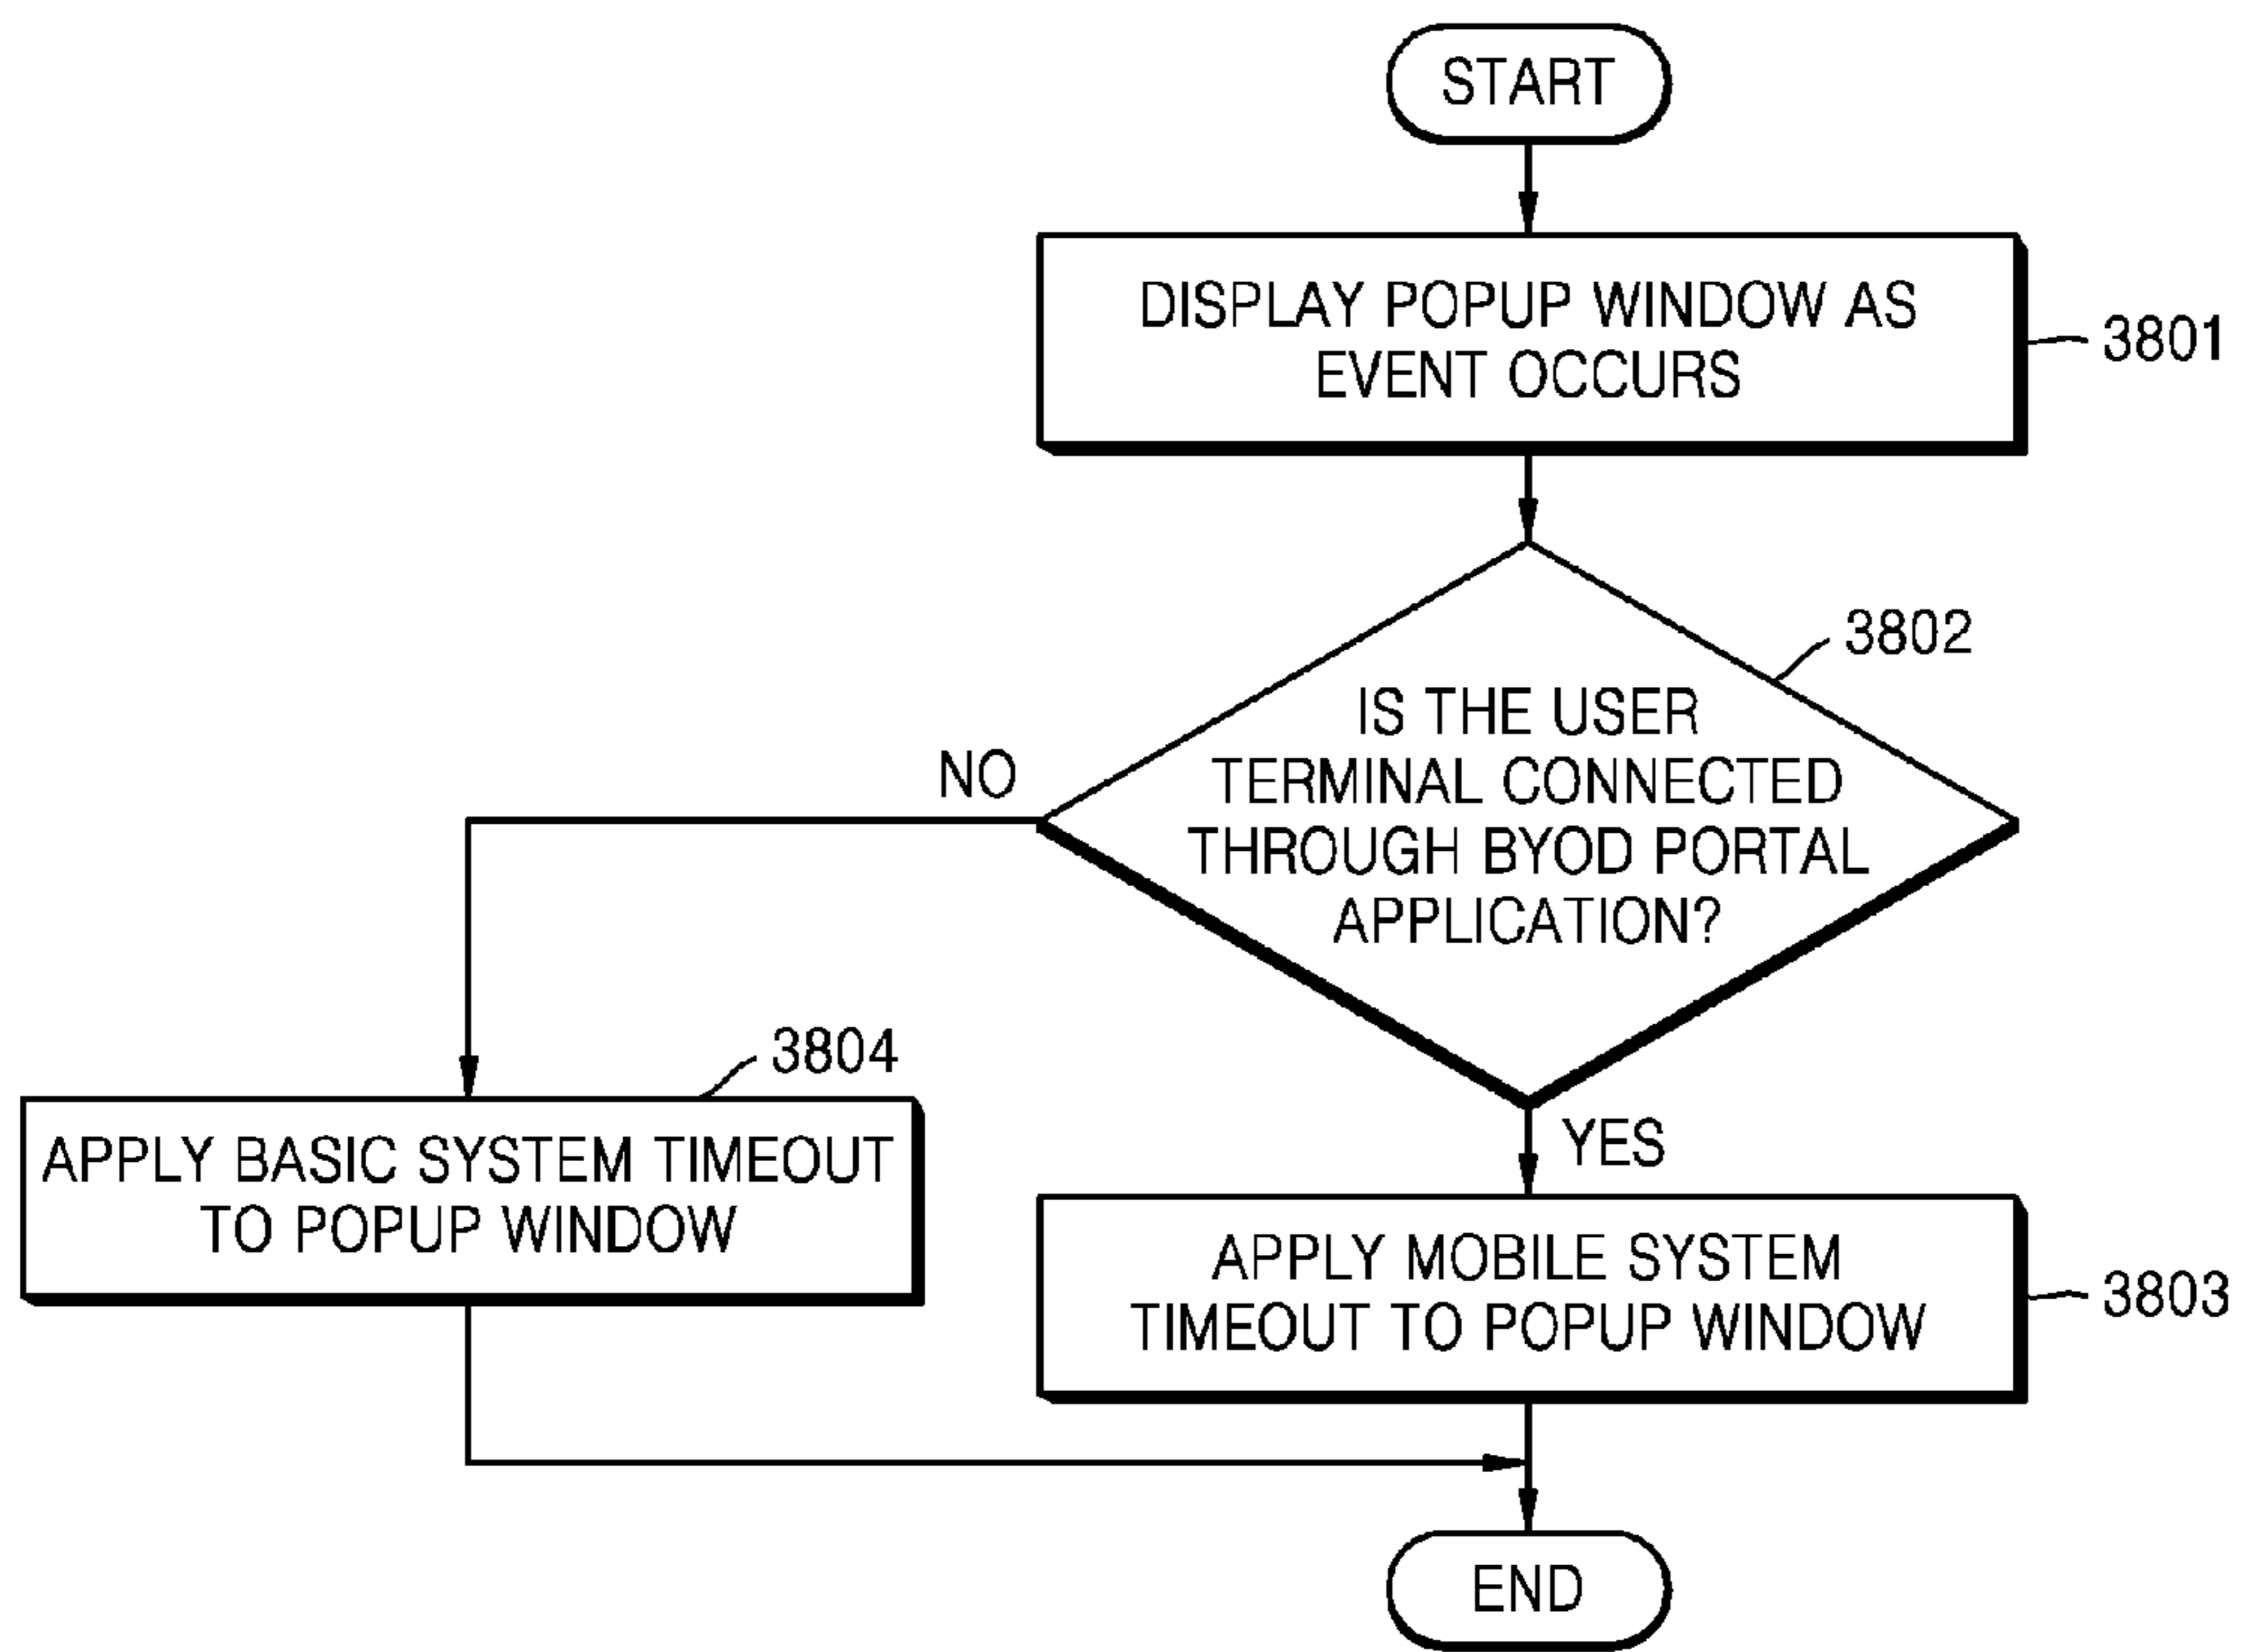 START
DISPLAY POPUP WINDOW AS
EVENT OCCURS
3801
3802
IS THE USER
TERMINAL CONNECTED
THROUGH BYOD PORTAL
APPLICATION?
NO
YES
3804
APPLY BASIC SYSTEM TIMEOUT
TO POPUP WINDOW
APPLY MOBILE SYSTEM
TIMEOUT TO POPUP WINDOW
3803
END